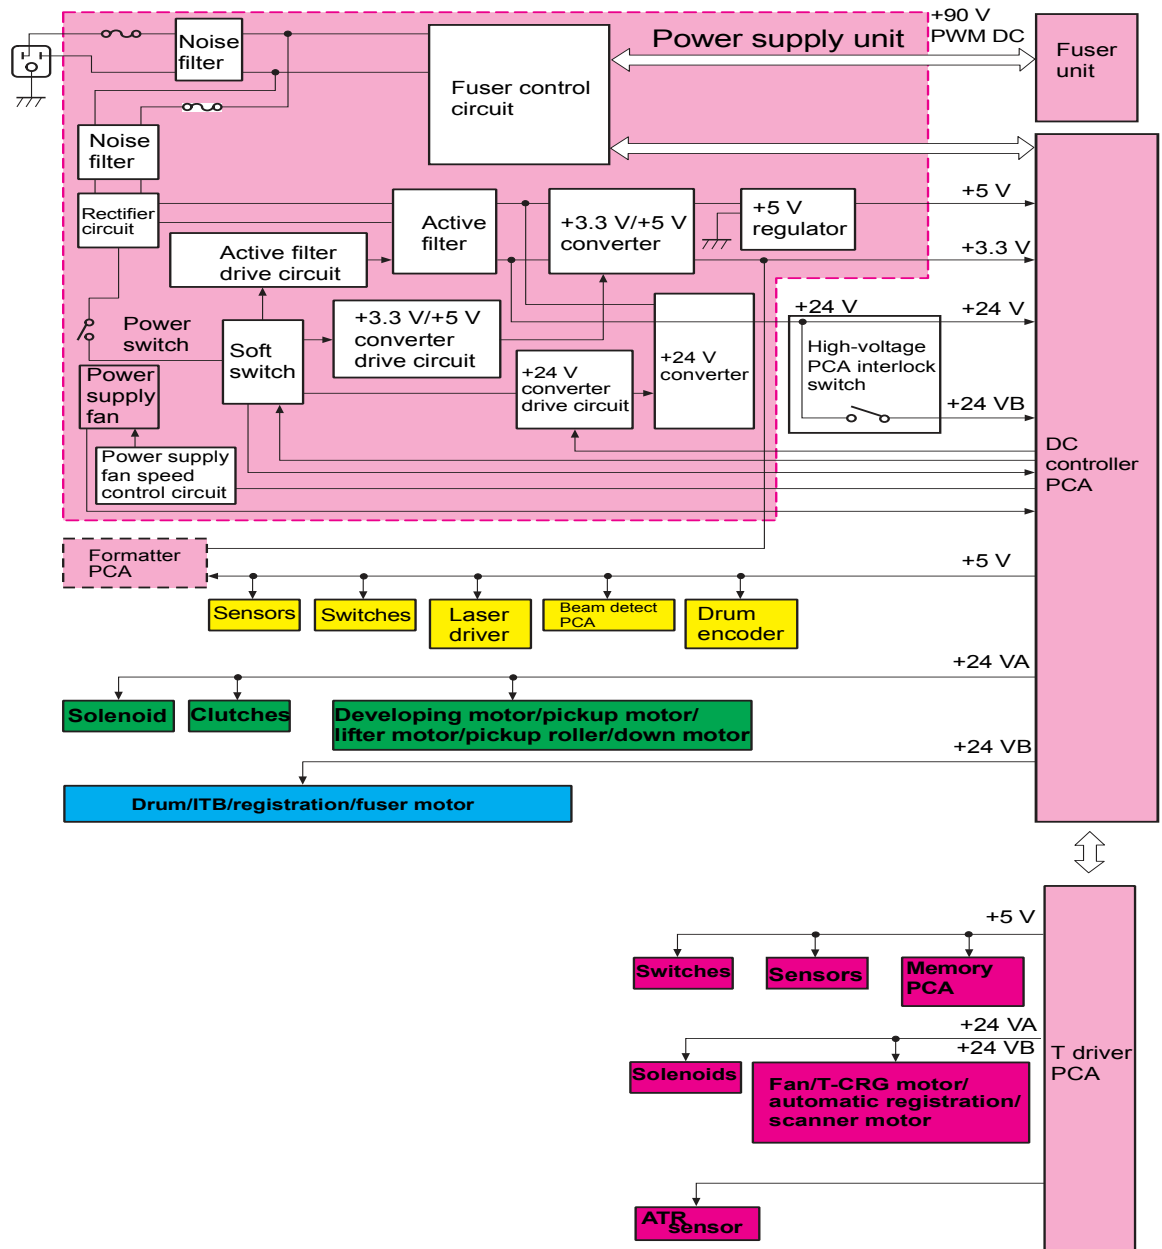 +90 V
PWM DC
Power supply unit
Noise
filter
Fuser control
circuit
Fuser
unit
Noise
filter
Rectifier
circuit
Active
filter
+3.3 V/+5 V
converter
+5 V
regulator
+5 V
Active filter
drive circuit
+3.3 V
Power
switch
Soft
switch
+3.3 V/+5 V
converter
drive circuit
+24 V
converter
+24 V
converter
drive circuit
+24 V
+24 V
High-voltage
PCA interlock
switch
+24 VB
Power
supply
fan
Power supply
fan speed
control circuit
DC
controller
PCA
Formatter
PCA
+5 V
Sensors
Switches
Laser
driver
Beam detect
PCA
Drum
encoder
+24 VA
Solenoid
Clutches
Developing motor/pickup motor/
lifter motor/pickup roller/down motor
+24 VB
Drum/ITB/registration/fuser motor
+5 V
Switches
Sensors
Memory
PCA
+24 VA
+24 VB
Solenoids
Fan/T-CRG motor/
automatic registration/
scanner motor
T driver
PCA
ATR
sensor